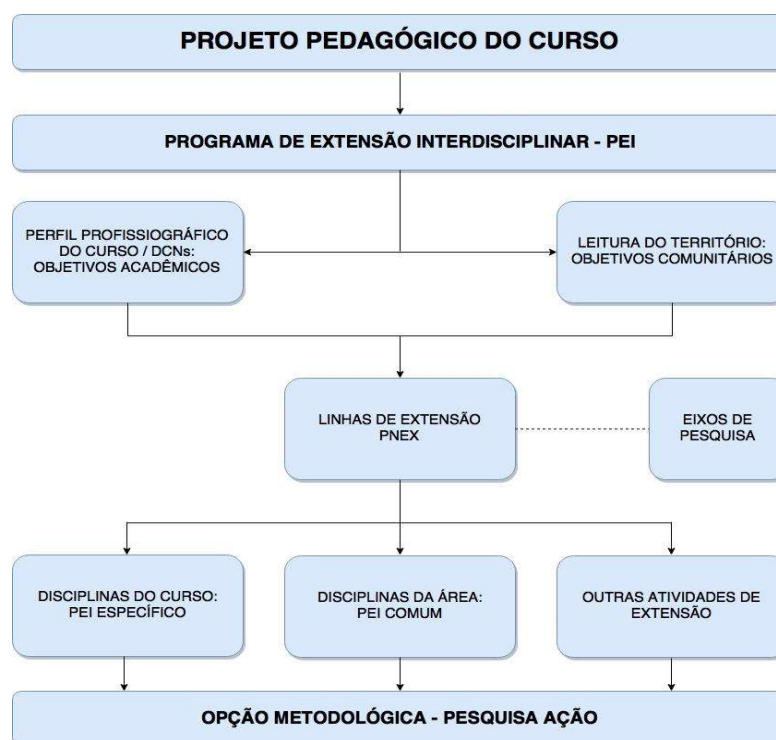 PROJETO PEDAGÓGICO DO CURSO
PROGRAMA DE EXTENSÃO INTERDISCIPLINAR - PEI
PERFIL PROFISSIOGRÁFICO
DO CURSO / DCNs:
OBJETIVOS ACADÊMICOS
LEITURA DO TERRITÓRIO:
OBJETIVOS COMUNITÁRIOS
LINHAS DE EXTENSÃO
PNEX
EIXOS DE
PESQUISA
DISCIPLINAS DO CURSO:
PEI ESPECÍFICO
DISCIPLINAS DA ÁREA:
PEI COMUM
OUTRAS ATIVIDADES DE
EXTENSÃO
OPÇÃO METODOLÓGICA - PESQUISA AÇÃO